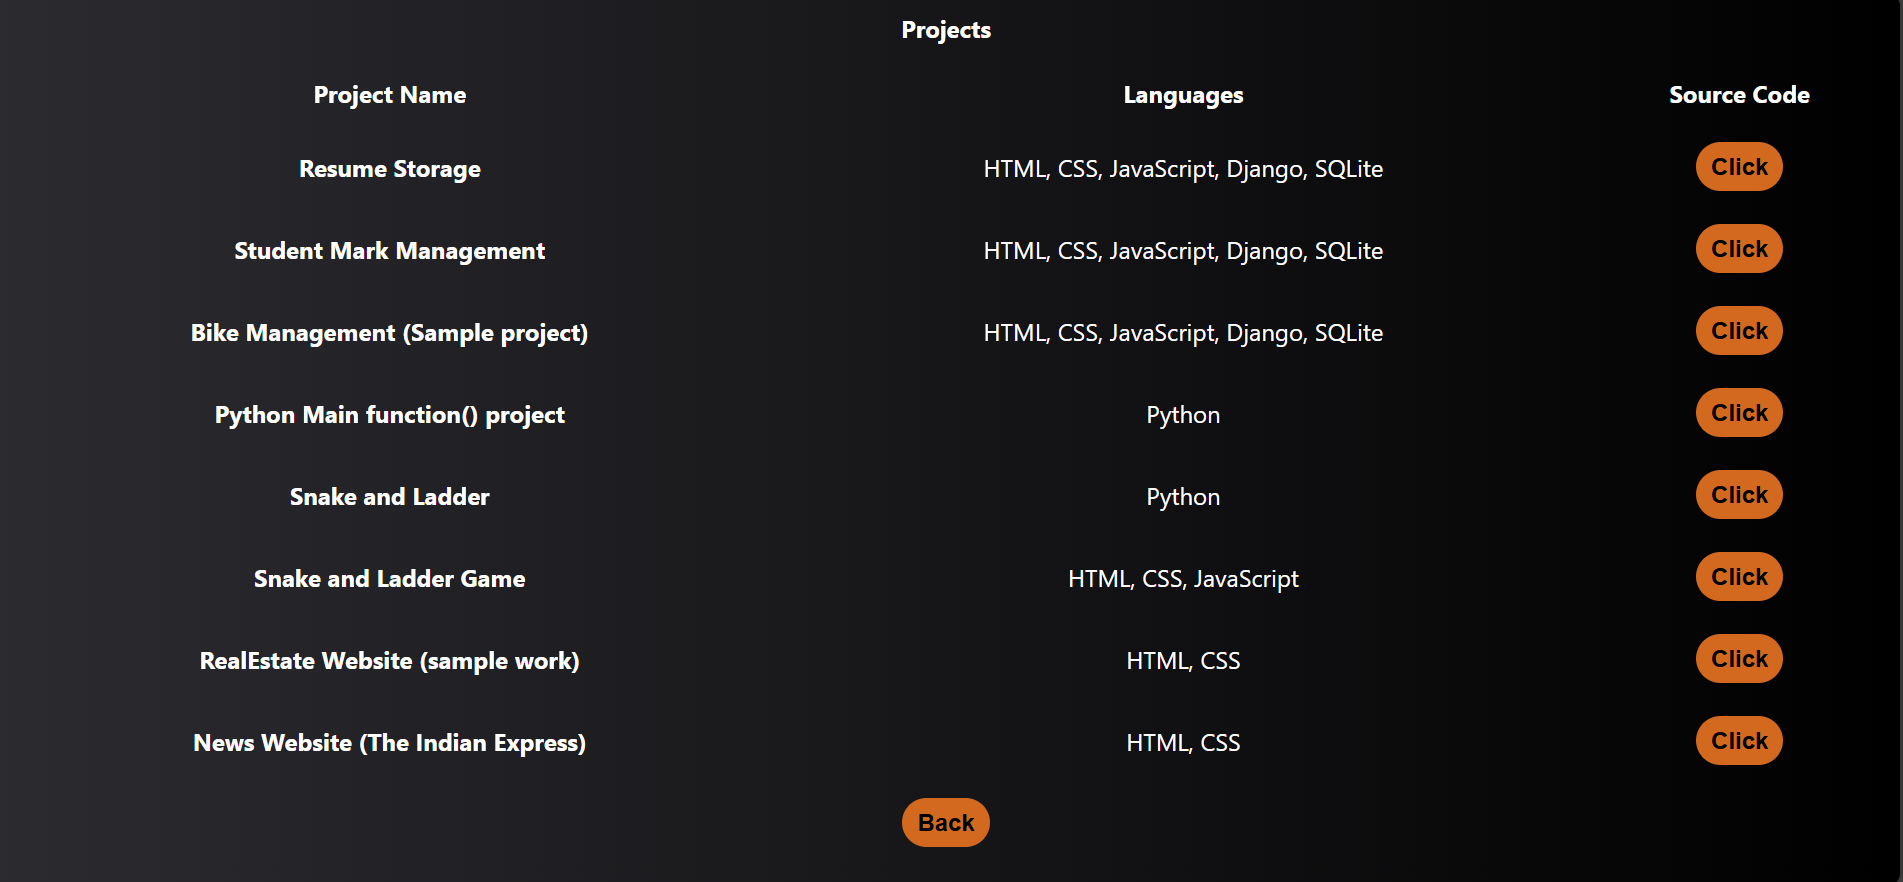 Projects
Project Name Languages Source Code
Resume Storage HTML, CSS, JavaScript, Django, SQLite Click
Student Mark Management HTML, CSS, JavaScript, Django, SQLite Click
Bike Management (Sample project) HTML, CSS, JavaScript, Django, SQLite Click
Python Main function() project Python Click
Snake and Ladder Python Click
Snake and Ladder Game HTML, CSS, JavaScript Click
RealEstate Website (sample work) HTML, CSS Click
News Website (The Indian Express) HTML, CSS Click
Back